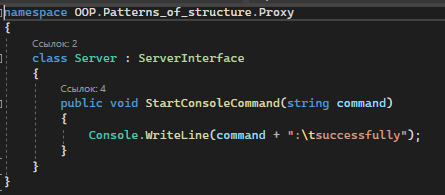 namespace OOP.Patterns_of_structure.Proxy
{
Ссылок: 2
class Server : ServerInterface
{
Ссылок: 4
public void StartConsoleCommand(string command)
{
Console.WriteLine(command + ":\tsuccessfully");
}
}
}